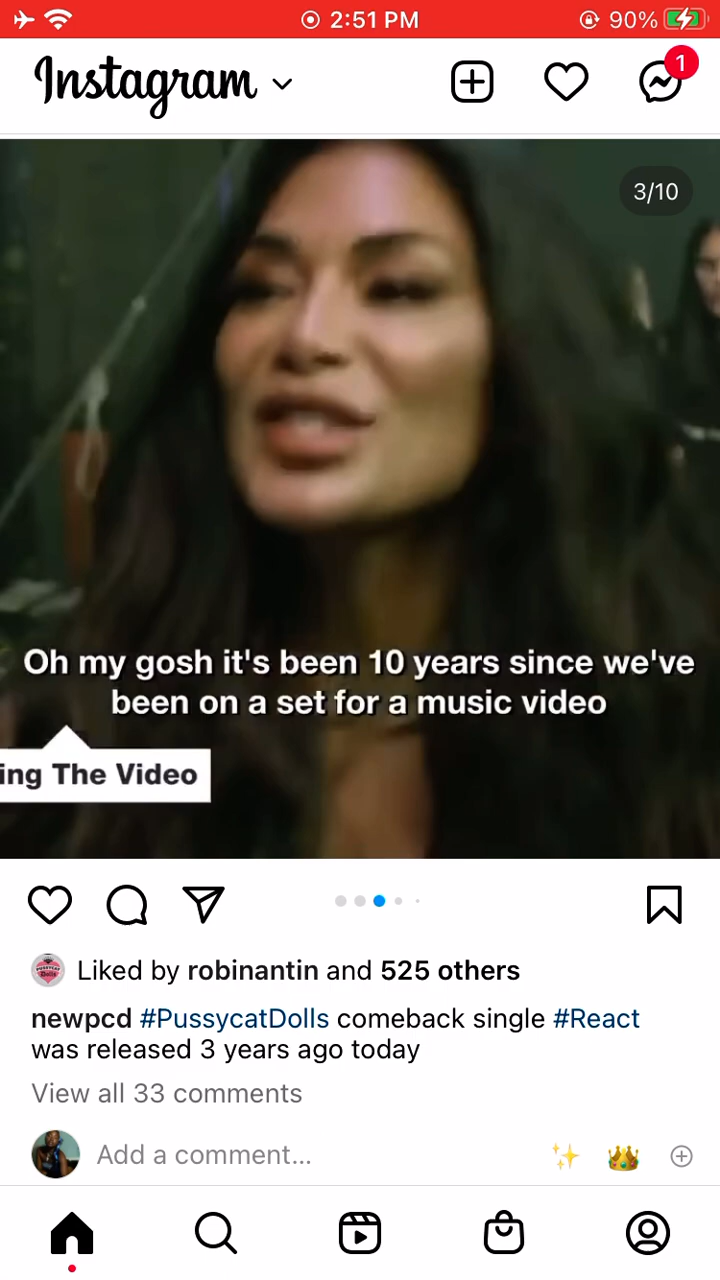 2:51 PM
90%
Instagram
1
3/10
Oh my gosh it's been 10 years since we've
been on a set for a music video
ing The Video
Liked by robinantin and 525 others
newpcd #PussycatDolls comeback single #React
was released 3 years ago today
View all 33 comments
Add a comment...